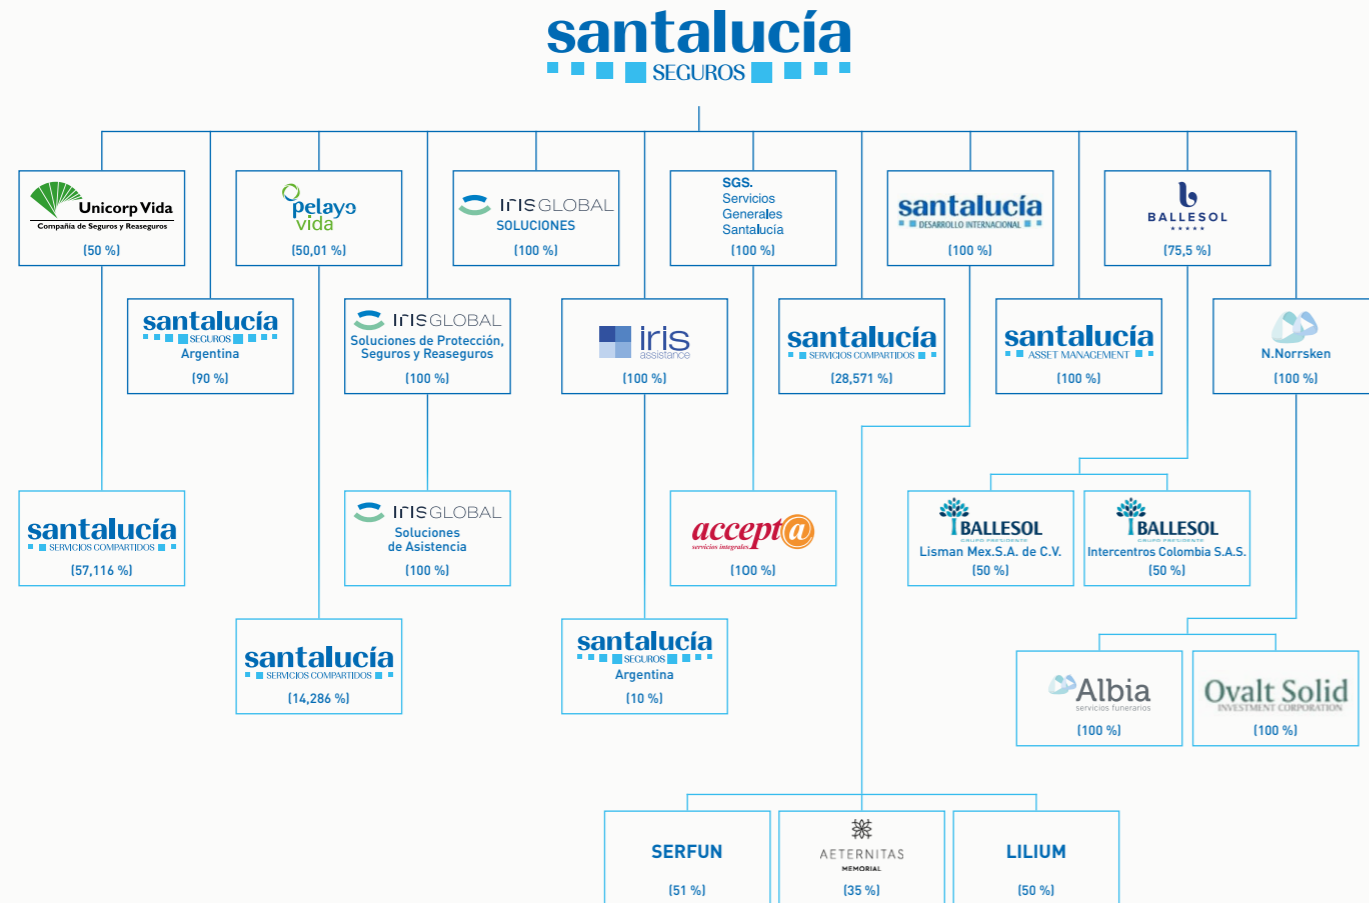 santalucía
SEGUROS
Unicorp Vida
Compañía de Seguros y Reaseguros
(50 %)
pelayo
vida
(50,01 %)
IrISGLOBAL
SOLUCIONES
(100 %)
SGS.
Servicios
Generales
Santalucía
(100 %)
santalucía
DESARROLLO INTERNACIONAL
(100 %)
BALLESOL
(75,5 %)
santalucía
SEGUROS
Argentina
(90 %)
IrISGLOBAL
Soluciones de Protección,
Seguros y Reaseguros
(100 %)
iris
assistance
(100 %)
santalucía
SERVICIOS COMPARTIDOS
(28,571 %)
santalucía
ASSET MANAGEMENT
(100 %)
N.Norrsken
(100 %)
santalucía
SERVICIOS COMPARTIDOS
(57,116 %)
IrISGLOBAL
Soluciones
de Asistencia
(100 %)
accept@
servicios integrales
(100 %)
BALLESOL
GRUPO PRESIDENTE
Lisman Mex.S.A. de C.V.
(50 %)
BALLESOL
GRUPO PRESIDENTE
Intercentros Colombia S.A.S.
(50 %)
santalucía
SERVICIOS COMPARTIDOS
(14,286 %)
santalucía
SEGUROS
Argentina
(10 %)
Albia
servicios funerarios
(100 %)
Ovalt Solid
INVESTMENT CORPORATION
(100 %)
SERFUN
(51 %)
AETERNITAS
MEMORIAL
(35 %)
LILIUM
(50 %)